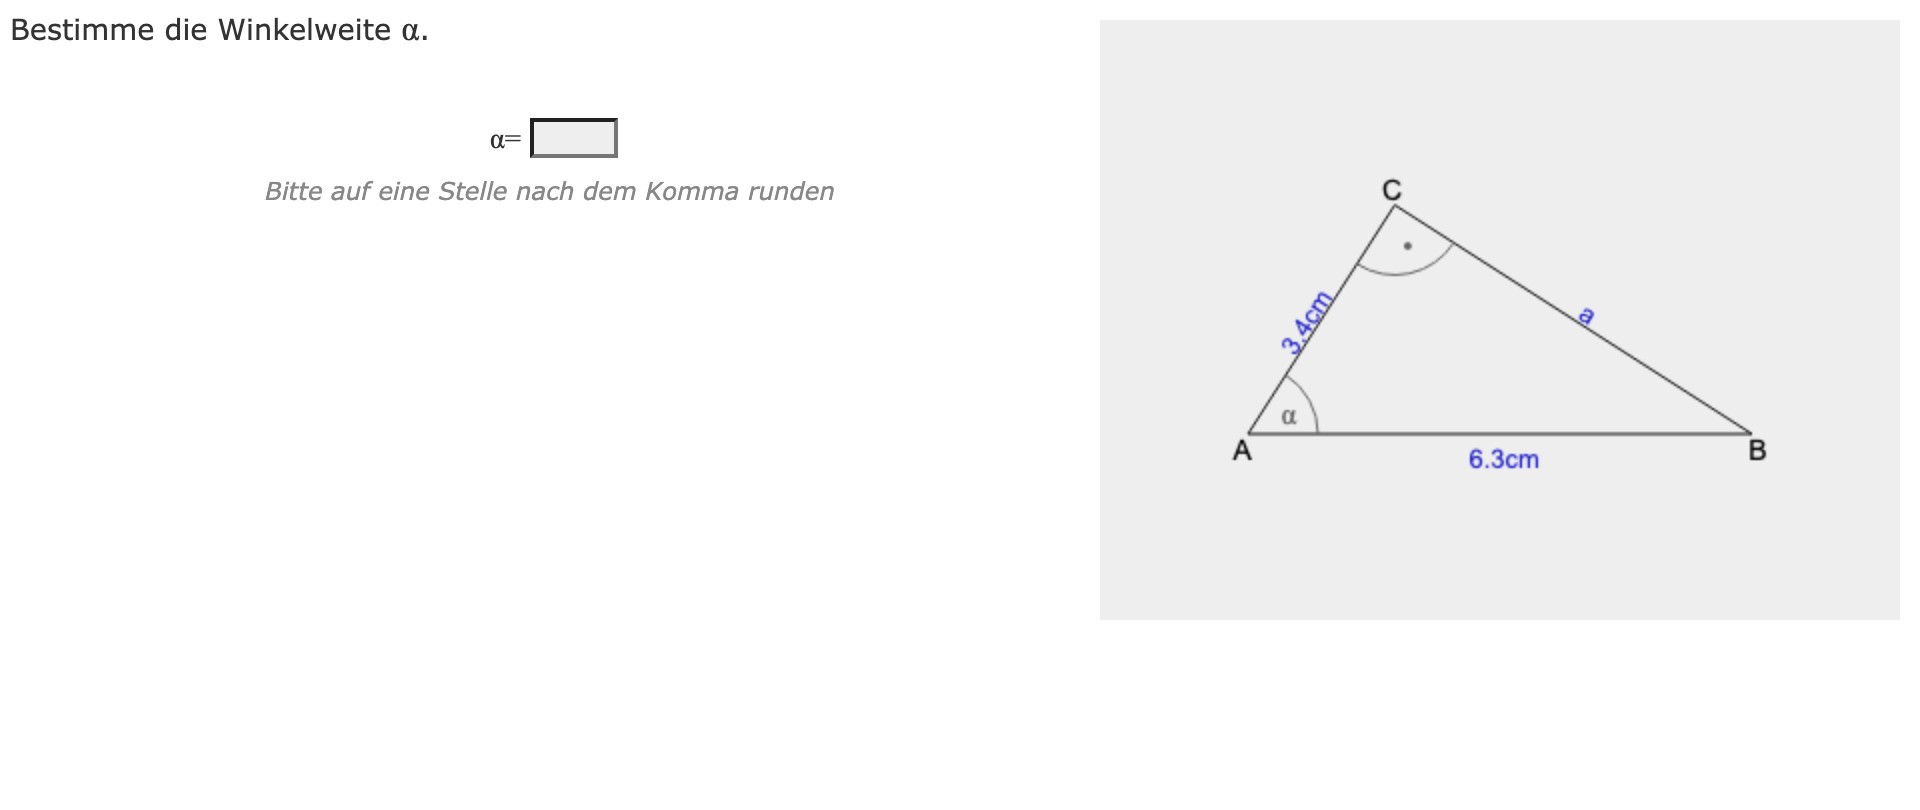 Bestimme die Winkelweite α.
α=
Bitte auf eine Stelle nach dem Komma runden
C
3.4cm
a
α
A
B
6.3cm